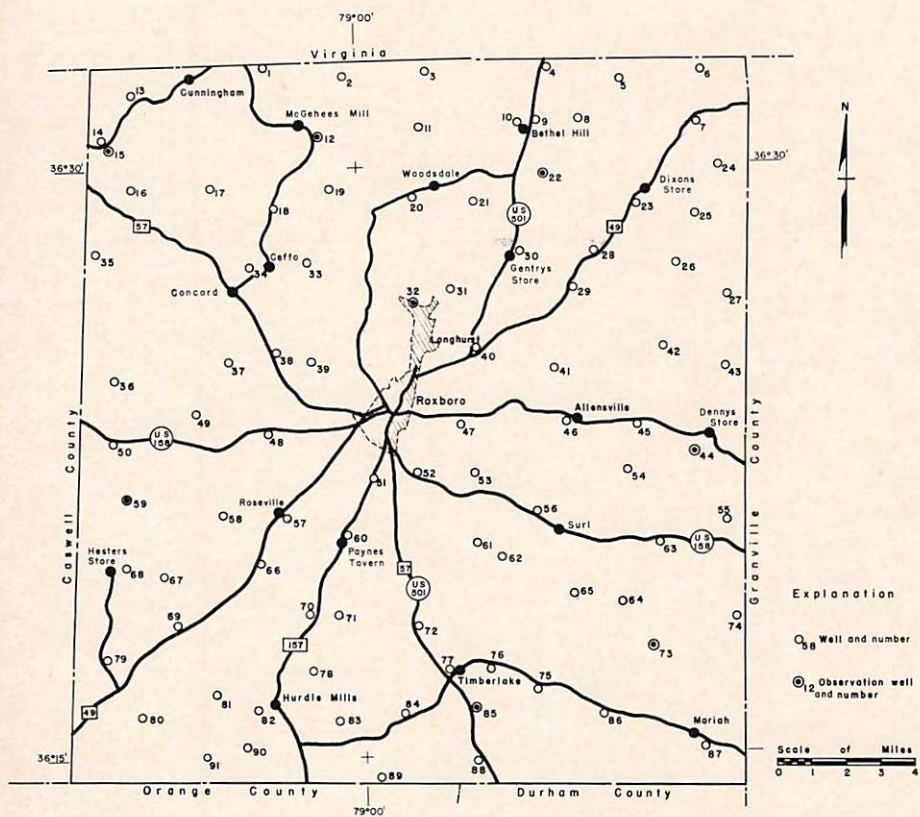 79°00'
Virginia
1
2
3
4
5
6
13
Cunningham
McGehees Mill
12
11
10
9
8
Bethel Hill
7
14
15
N
36°30'
36°30'
16
17
19
Woodsdale
22
24
Dixons
Store
20
21
23
25
18
US
501
57
49
35
34
Ceffo
33
30
Gentrys
Store
28
26
Concord
32
31
29
27
Longhurst
40
42
43
38
37
39
41
36
Roxboro
Caswell County
49
US
158
48
50
47
46
Allensville
45
Dennys
Store
44
Granville County
51
52
53
54
59
58
Roseville
57
56
Surl
55
60
Paynes
Tavern
61
62
63
US
158
Hesters
Store
68
67
66
57
US
501
65
64
Explanation
69
70
71
72
74
58 Well and number
73
157
79
78
77
76
Timberlake
75
12 Observation well
and number
81
82
Hurdle Mills
83
84
85
86
Moriah
49
80
87
36°15'
91
90
88
Scale of Miles
0 1 2 3 4
89
Orange County
Durham County
79°00'